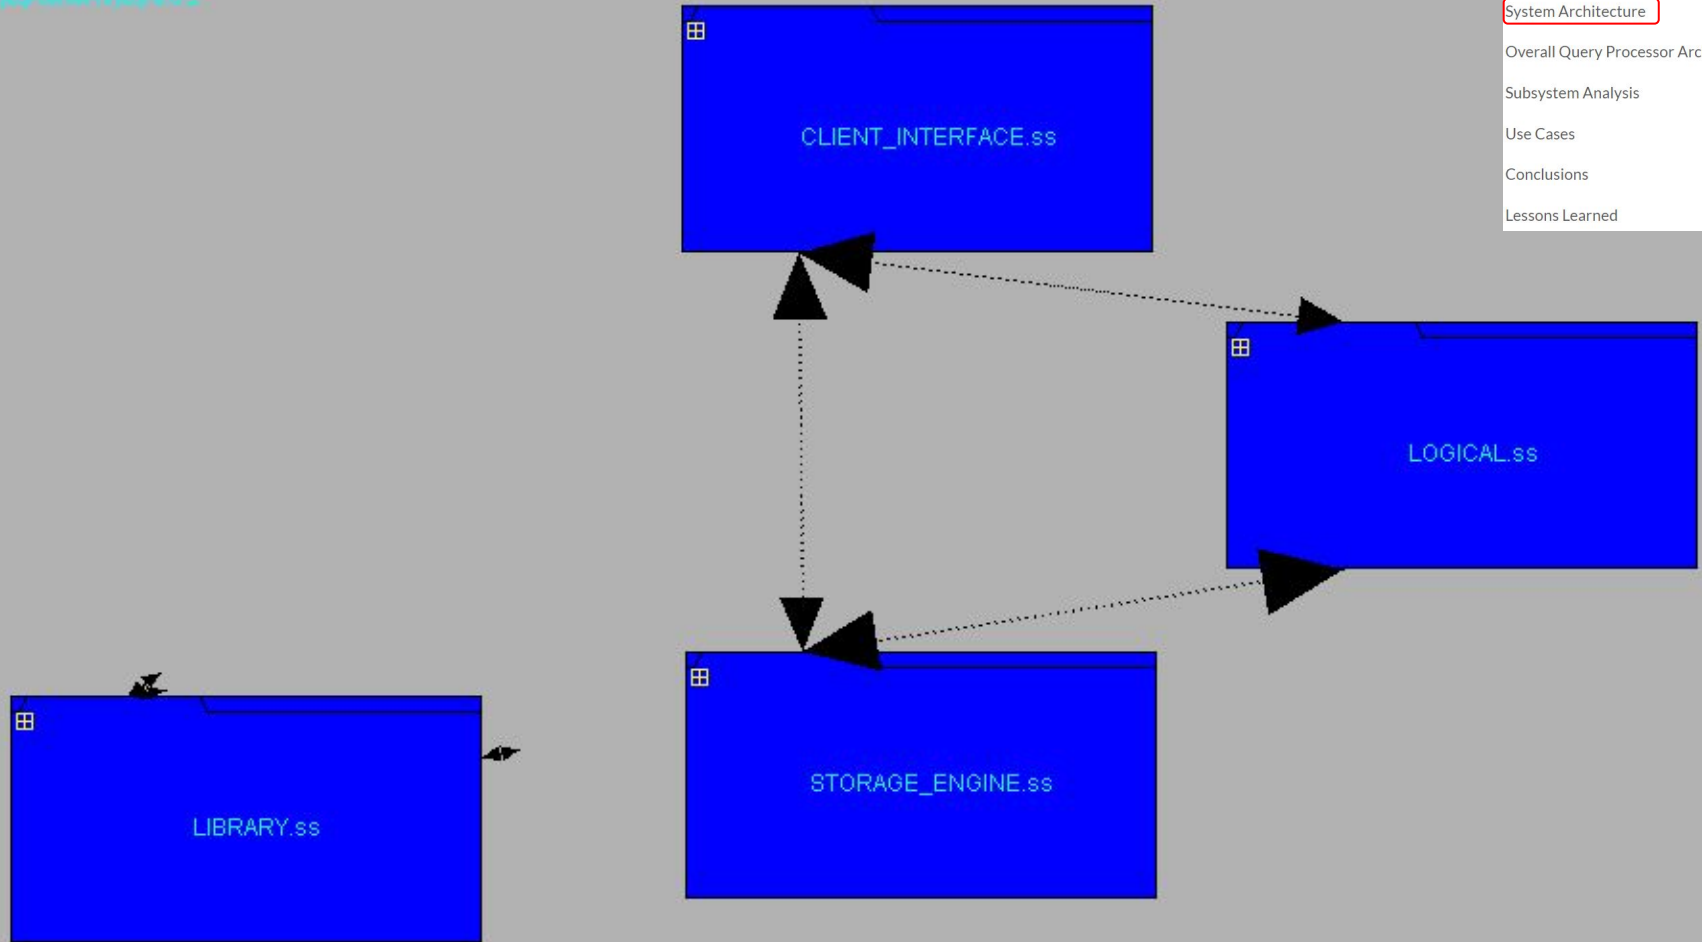 System Architecture
Overall Query Processor Arc
Subsystem Analysis
Use Cases
Conclusions
Lessons Learned
CLIENT_INTERFACE.ss
LOGICAL.ss
STORAGE_ENGINE.ss
LIBRARY.ss